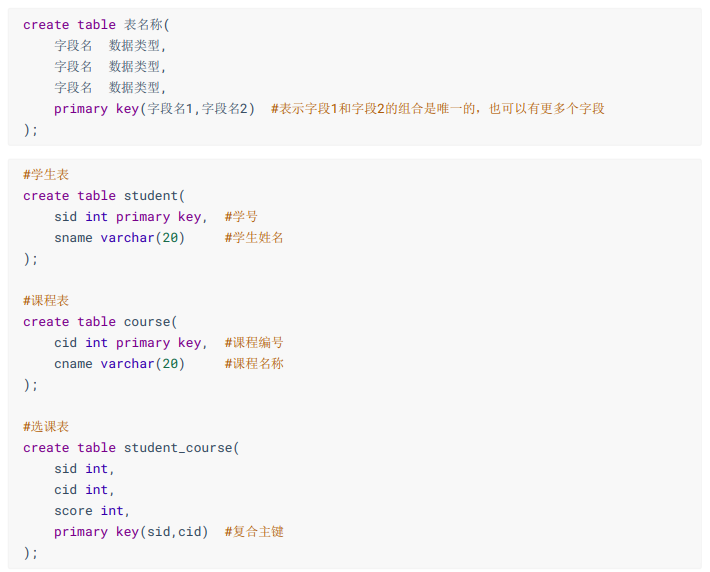 create table 表名称(
    字段名  数据类型,
    字段名  数据类型,
    字段名  数据类型,
    primary key(字段名1,字段名2)  #表示字段1和字段2的组合是唯一的，也可以有更多个字段
);
#学生表
create table student(
    sid int primary key,  #学号
    sname varchar(20)     #学生姓名
);
#课程表
create table course(
    cid int primary key,  #课程编号
    cname varchar(20)     #课程名称
);
#选课表
create table student_course(
    sid int,
    cid int,
    score int,
    primary key(sid,cid)  #复合主键
);